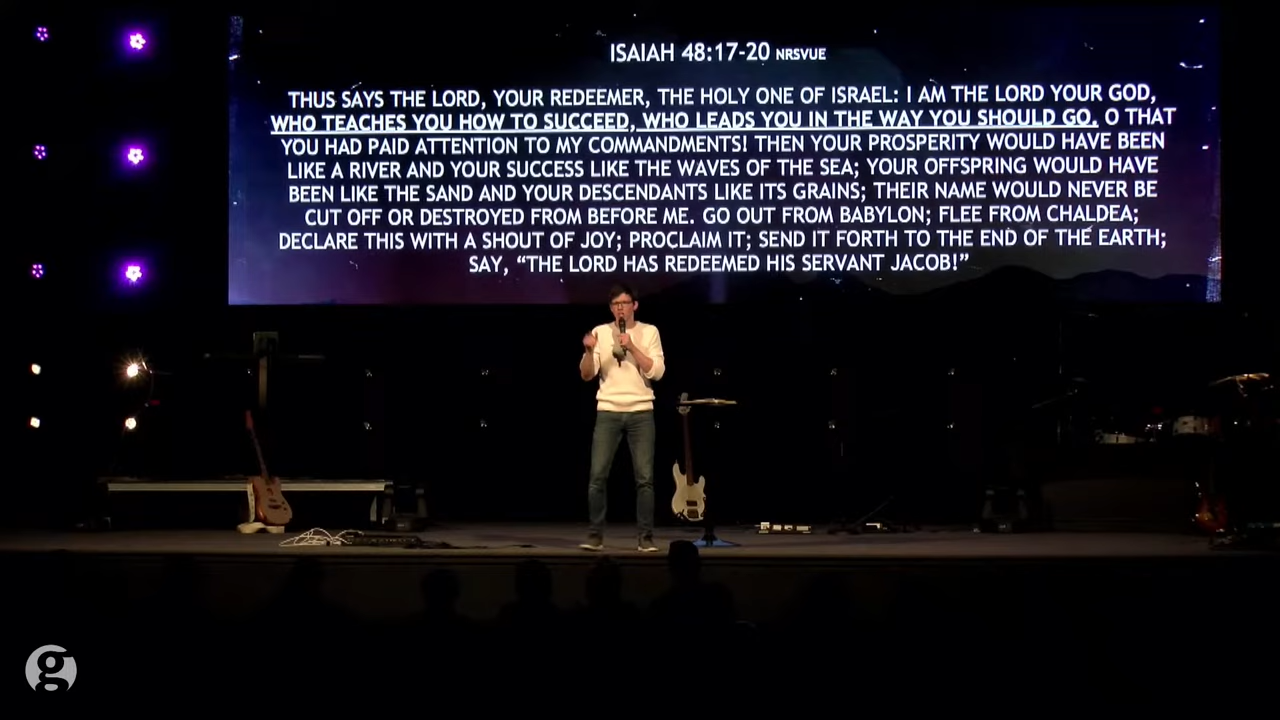 ISAIAH 48:17-20 NRSVUE
THUS SAYS THE LORD, YOUR REDEEMER, THE HOLY ONE OF ISRAEL: I AM THE LORD YOUR GOD,
WHO TEACHES YOU HOW TO SUCCEED, WHO LEADS YOU IN THE WAY YOU SHOULD GO. O THAT
YOU HAD PAID ATTENTION TO MY COMMANDMENTS! THEN YOUR PROSPERITY WOULD HAVE BEEN
LIKE A RIVER AND YOUR SUCCESS LIKE THE WAVES OF THE SEA; YOUR OFFSPRING WOULD HAVE
BEEN LIKE THE SAND AND YOUR DESCENDANTS LIKE ITS GRAINS; THEIR NAME WOULD NEVER BE
CUT OFF OR DESTROYED FROM BEFORE ME. GO OUT FROM BABYLON; FLEE FROM CHALDEA;
DECLARE THIS WITH A SHOUT OF JOY; PROCLAIM IT; SEND IT FORTH TO THE END OF THE EARTH;
SAY, “THE LORD HAS REDEEMED HIS SERVANT JACOB!”
g